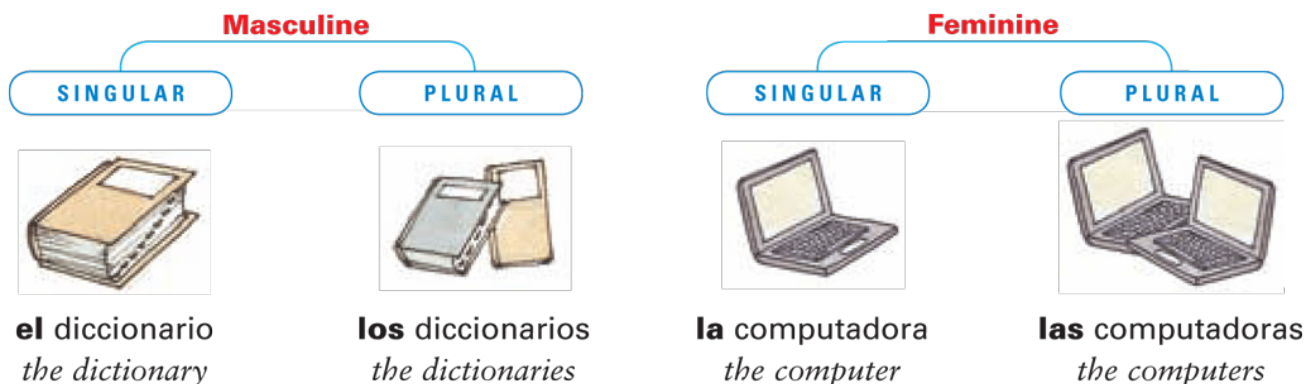 Masculine
SINGULAR
PLURAL
el diccionario
the dictionary
los diccionarios
the dictionaries
Feminine
SINGULAR
PLURAL
la computadora
the computer
las computadoras
the computers